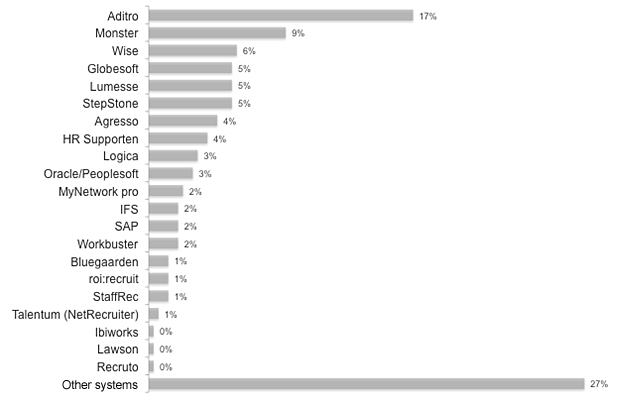 Aditro 17%
Monster 9%
Wise 6%
Globesoft 5%
Lumesse 5%
StepStone 5%
Agresso 4%
HR Supporten 4%
Logica 3%
Oracle/Peoplesoft 3%
MyNetwork pro 2%
IFS 2%
SAP 2%
Workbuster 2%
Bluegaarden 1%
roi:recruit 1%
StaffRec 1%
Talentum (NetRecruiter) 1%
Ibiworks 0%
Lawson 0%
Recruto 0%
Other systems 27%